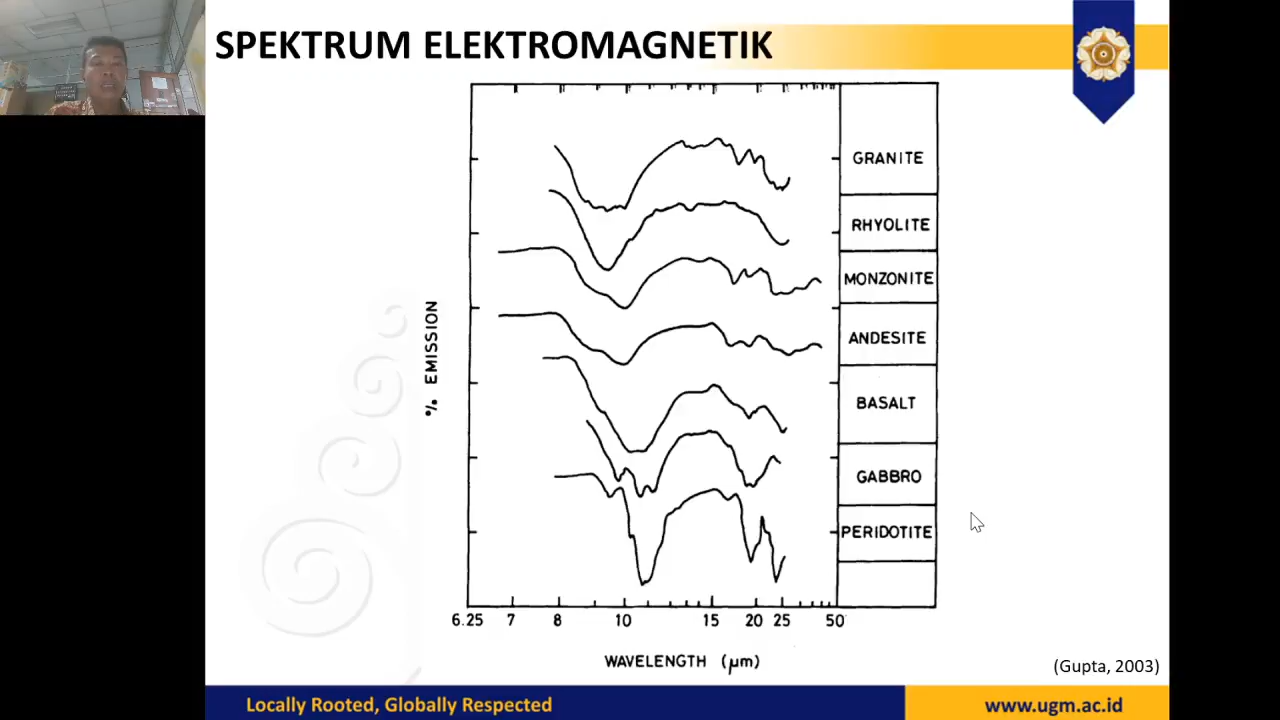 SPEKTRUM ELEKTROMAGNETIK
GRANITE
RHYOLITE
MONZONITE
ANDESITE
BASALT
GABBRO
PERIDOTITE
% EMISSION
6.25 7 8 10 15 20 25 50
WAVELENGTH (µm)
(Gupta, 2003)
Locally Rooted, Globally Respected
www.ugm.ac.id